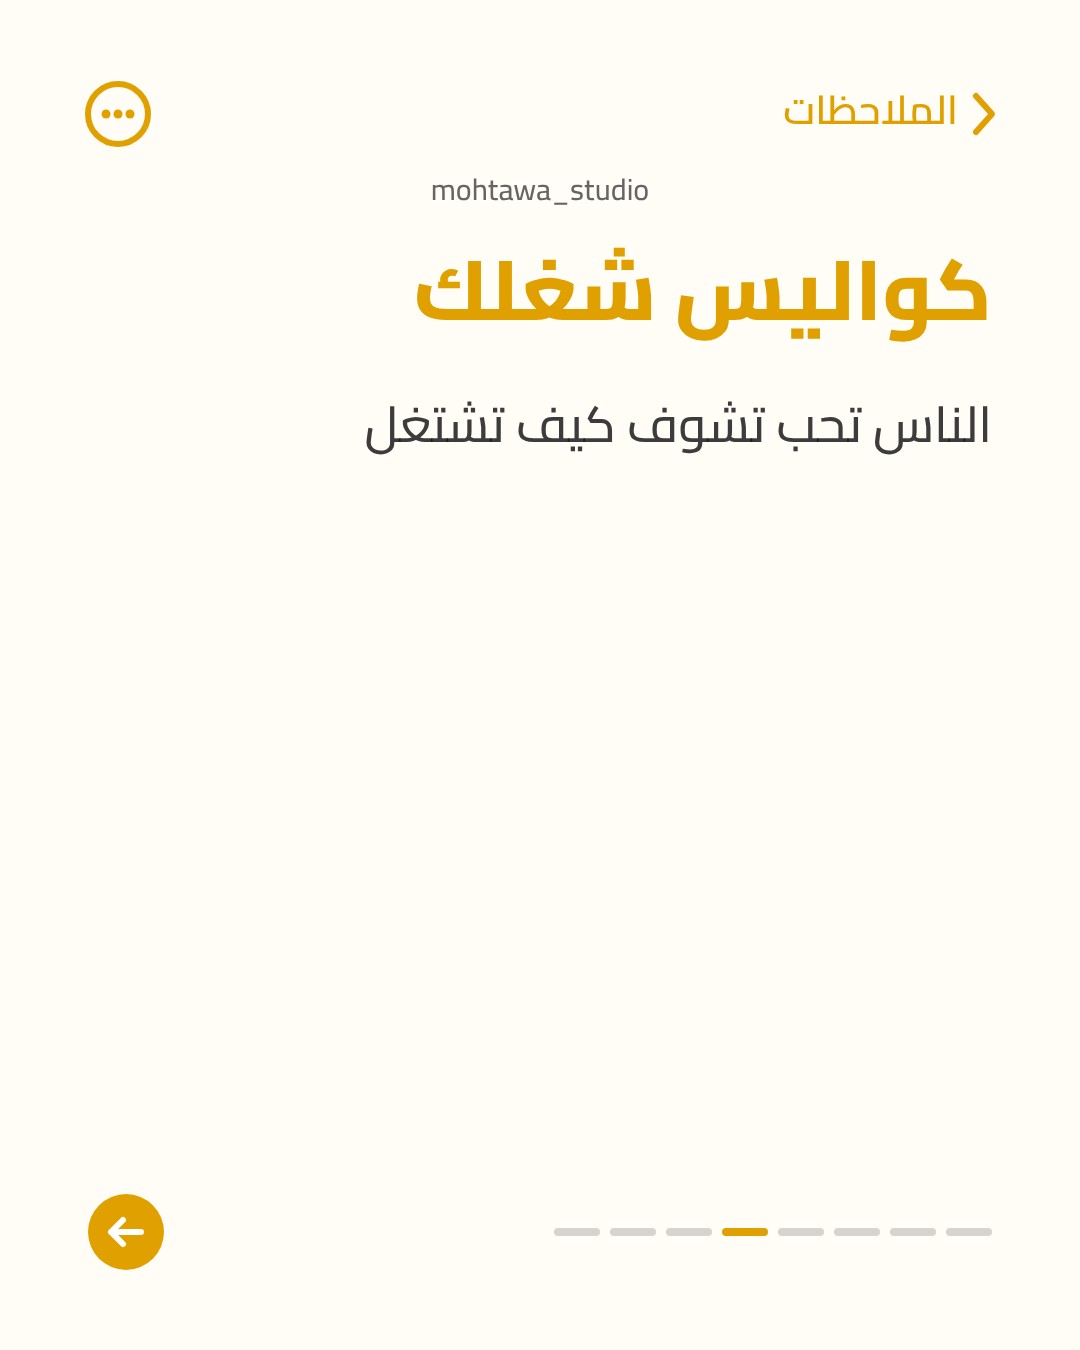 الملاحظات
mohtawa_studio
كواليس شغلك
الناس تحب تشوف كيف تشتغل